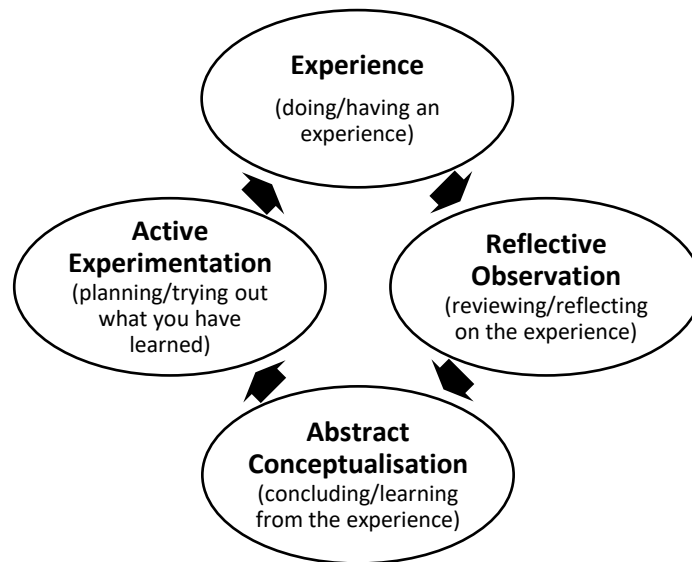 Experience
(doing/having an
experience)
Active
Experimentation
(planning/trying out
what you have
learned)
Reflective
Observation
(reviewing/reflecting
on the experience)
Abstract
Conceptualisation
(concluding/learning
from the experience)